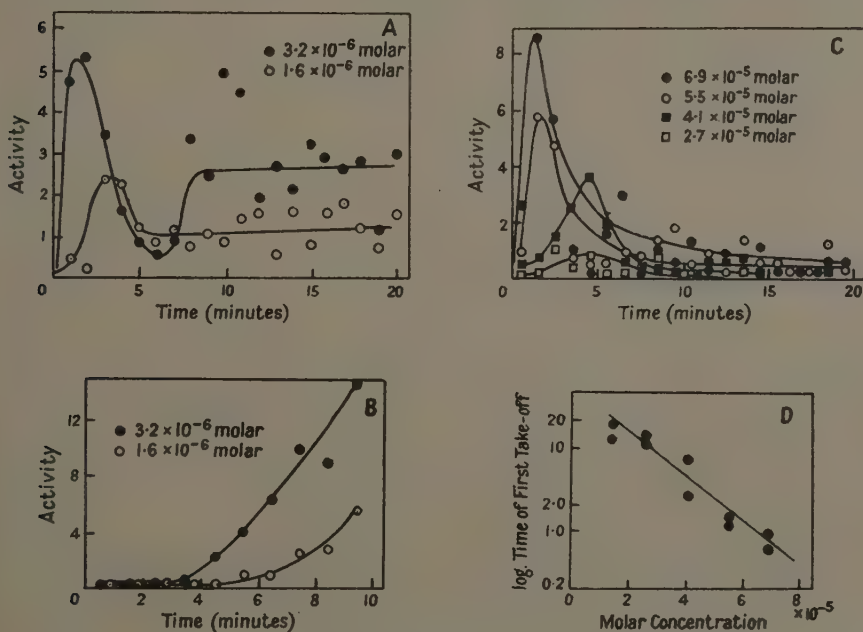 A
● 3·2 × 10⁻⁶ molar
○ 1·6 × 10⁻⁶ molar
Activity
6
5
4
3
2
1
0
0 5 10 15 20
Time (minutes)
C
● 6·9 × 10⁻⁵ molar
○ 5·5 × 10⁻⁵ molar
■ 4·1 × 10⁻⁵ molar
□ 2·7 × 10⁻⁵ molar
Activity
8
6
4
2
0 5 10 15 20
Time (minutes)
B
● 3·2 × 10⁻⁶ molar
○ 1·6 × 10⁻⁶ molar
Activity
12
8
4
0 2 4 6 8 10
Time (minutes)
D
log. Time of First Take-off
20
10
2·0
1·0
0·2
0 2 4 6 8
× 10⁻⁵
Molar Concentration